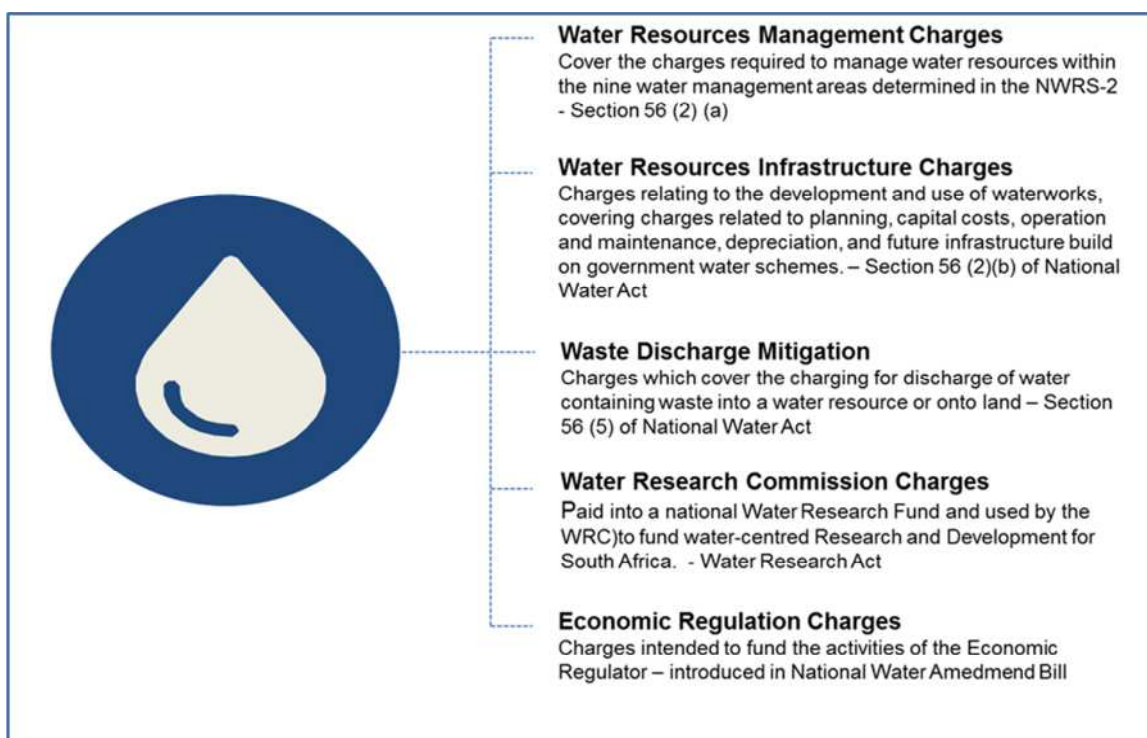 Water Resources Management Charges
Cover the charges required to manage water resources within
the nine water management areas determined in the NWRS-2
- Section 56 (2) (a)
Water Resources Infrastructure Charges
Charges relating to the development and use of waterworks,
covering charges related to planning, capital costs, operation
and maintenance, depreciation, and future infrastructure build
on government water schemes. – Section 56 (2)(b) of National
Water Act
Waste Discharge Mitigation
Charges which cover the charging for discharge of water
containing waste into a water resource or onto land – Section
56 (5) of National Water Act
Water Research Commission Charges
Paid into a national Water Research Fund and used by the
WRC)to fund water-centred Research and Development for
South Africa. - Water Research Act
Economic Regulation Charges
Charges intended to fund the activities of the Economic
Regulator – introduced in National Water Amedmend Bill